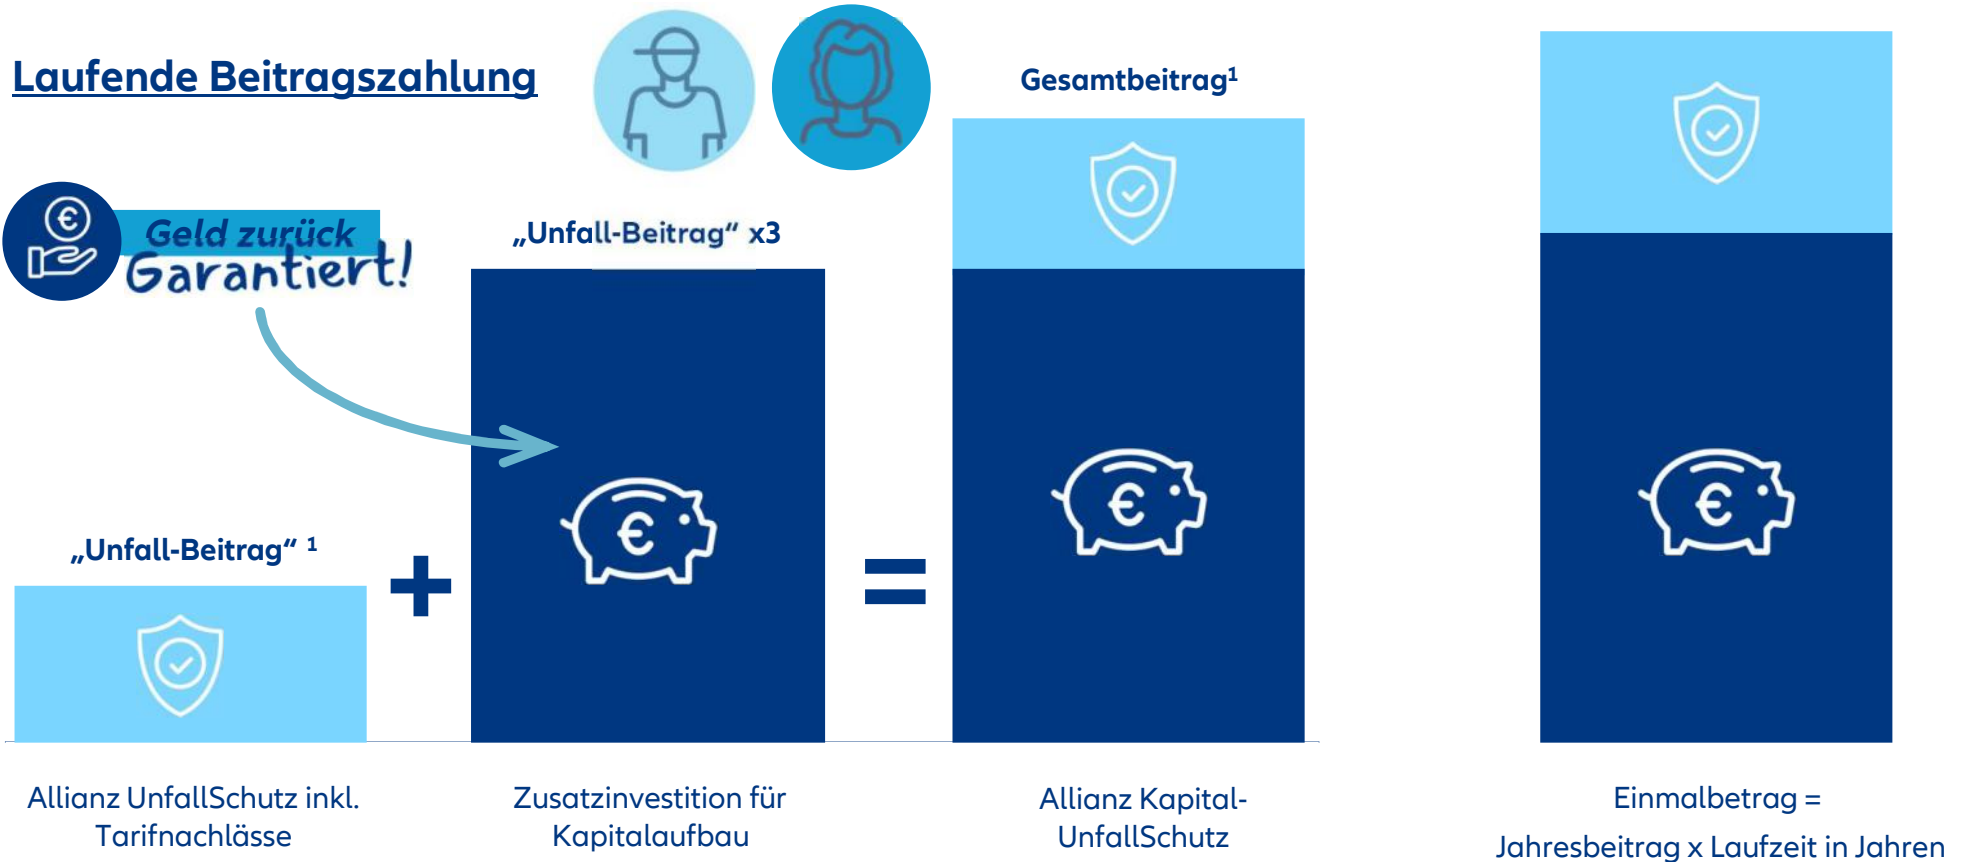 Laufende Beitragszahlung
Geld zurück
Garantiert!
„Unfall-Beitrag“ ¹
Allianz UnfallSchutz inkl.
Tarifnachlässe
+
„Unfall-Beitrag“ x3
€
Zusatzinvestition für
Kapitalaufbau
=
Gesamtbeitrag¹
€
Allianz Kapital-
UnfallSchutz
€
Einmalbetrag =
Jahresbeitrag x Laufzeit in Jahren